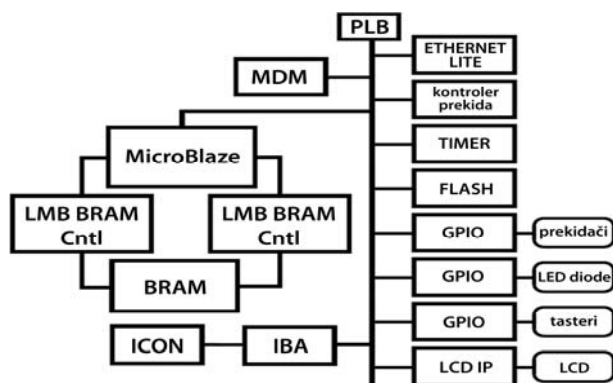 PLB
ETHERNET
LITE
MDM
kontroler
prekida
MicroBlaze
TIMER
FLASH
LMB BRAM
Cntl
LMB BRAM
Cntl
GPIO
prekidači
BRAM
GPIO
LED diode
GPIO
tasteri
ICON
IBA
LCD IP
LCD